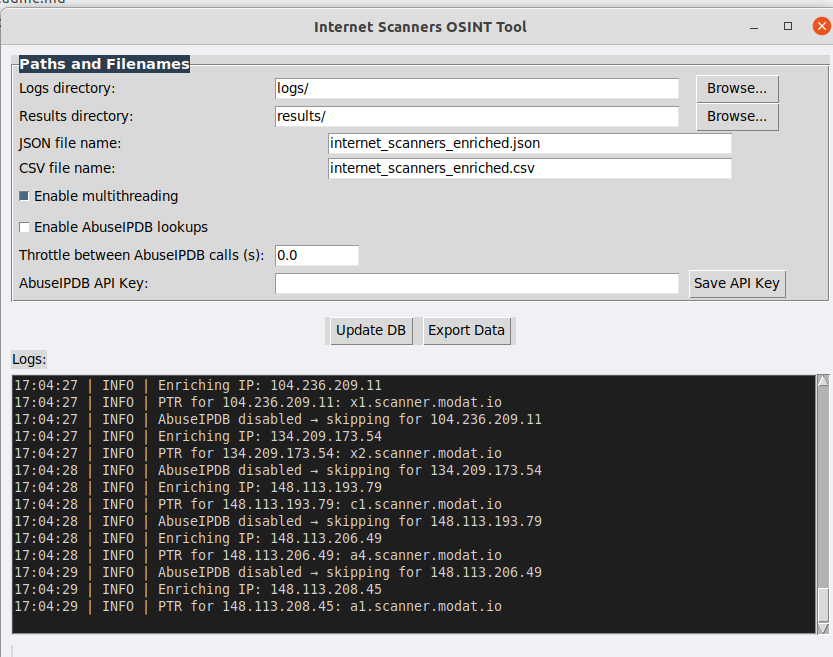 adme.md
Internet Scanners OSINT Tool
Paths and Filenames
Logs directory: logs/ Browse...
Results directory: results/ Browse...
JSON file name: internet_scanners_enriched.json
CSV file name: internet_scanners_enriched.csv
Enable multithreading
Enable AbuseIPDB lookups
Throttle between AbuseIPDB calls (s): 0.0
AbuseIPDB API Key: Save API Key
Update DB Export Data
Logs:
17:04:27 | INFO | Enriching IP: 104.236.209.11
17:04:27 | INFO | PTR for 104.236.209.11: x1.scanner.modat.io
17:04:27 | INFO | AbuseIPDB disabled → skipping for 104.236.209.11
17:04:27 | INFO | Enriching IP: 134.209.173.54
17:04:27 | INFO | PTR for 134.209.173.54: x2.scanner.modat.io
17:04:28 | INFO | AbuseIPDB disabled → skipping for 134.209.173.54
17:04:28 | INFO | Enriching IP: 148.113.193.79
17:04:28 | INFO | PTR for 148.113.193.79: c1.scanner.modat.io
17:04:28 | INFO | AbuseIPDB disabled → skipping for 148.113.193.79
17:04:28 | INFO | Enriching IP: 148.113.206.49
17:04:28 | INFO | PTR for 148.113.206.49: a4.scanner.modat.io
17:04:29 | INFO | AbuseIPDB disabled → skipping for 148.113.206.49
17:04:29 | INFO | Enriching IP: 148.113.208.45
17:04:29 | INFO | PTR for 148.113.208.45: a1.scanner.modat.io